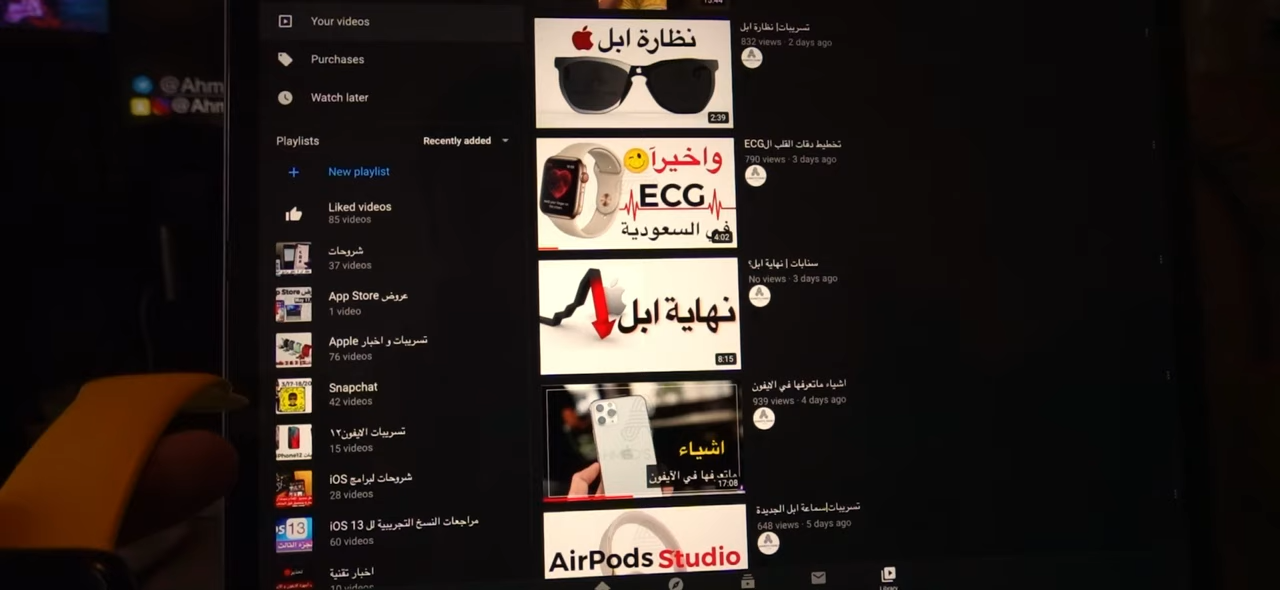 @Ahm
@Ahm
Your videos
Purchases
Watch later
Playlists
Recently added
New playlist
Liked videos
85 videos
شروحات
37 videos
عروض App Store
1 video
تسريبات و اخبار Apple
76 videos
Snapchat
42 videos
تسريبات الايفون١٢
15 videos
شروحات لبرامج iOS
28 videos
مراجعات النسخ التجريبية لل iOS 13
60 videos
اخبار تقنية
10 videos
نظارة ابل
2:39
تسريبات| نظارة ابل
832 views · 2 days ago
واخيراً
ECG
في السعودية
4:02
تخطيط دقات القلب الECG
790 views · 3 days ago
نهاية ابل
8:15
سنابات | نهاية ابل؟
No views · 3 days ago
اشياء
ماتعرفها في الآيفون
17:08
اشياء ماتعرفها في الايفون
939 views · 4 days ago
AirPods Studio
تسريبات|سماعة ابل الجديدة
648 views · 5 days ago
Library